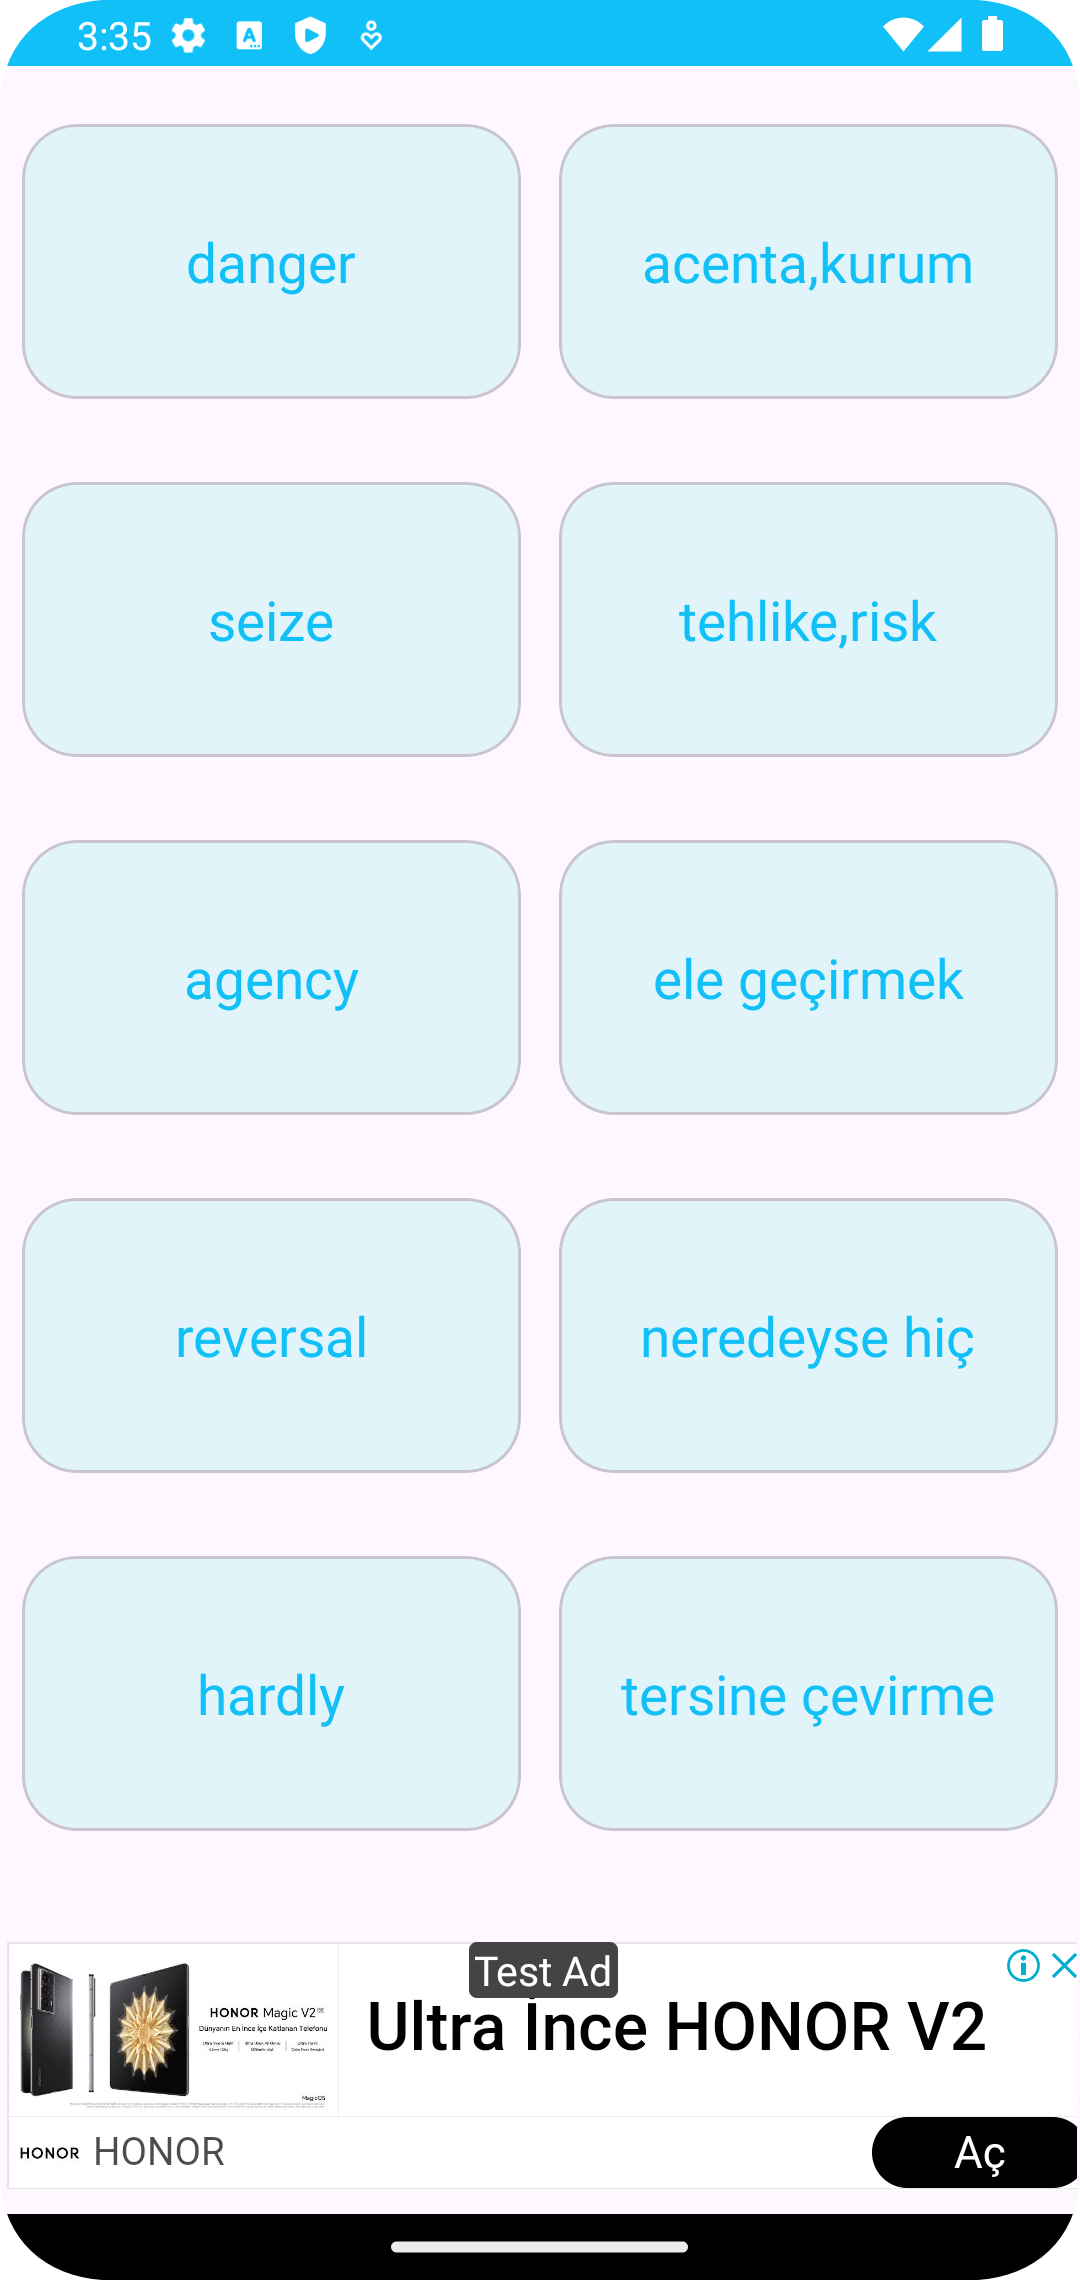 3:35
danger
acenta,kurum
seize
tehlike,risk
agency
ele geçirmek
reversal
neredeyse hiç
hardly
tersine çevirme
Test Ad
HONOR Magic V2
Dünyanın En İnce İçe Katlanan Telefonu
MagicOS
Ultra İnce HONOR V2
HONOR HONOR
Aç